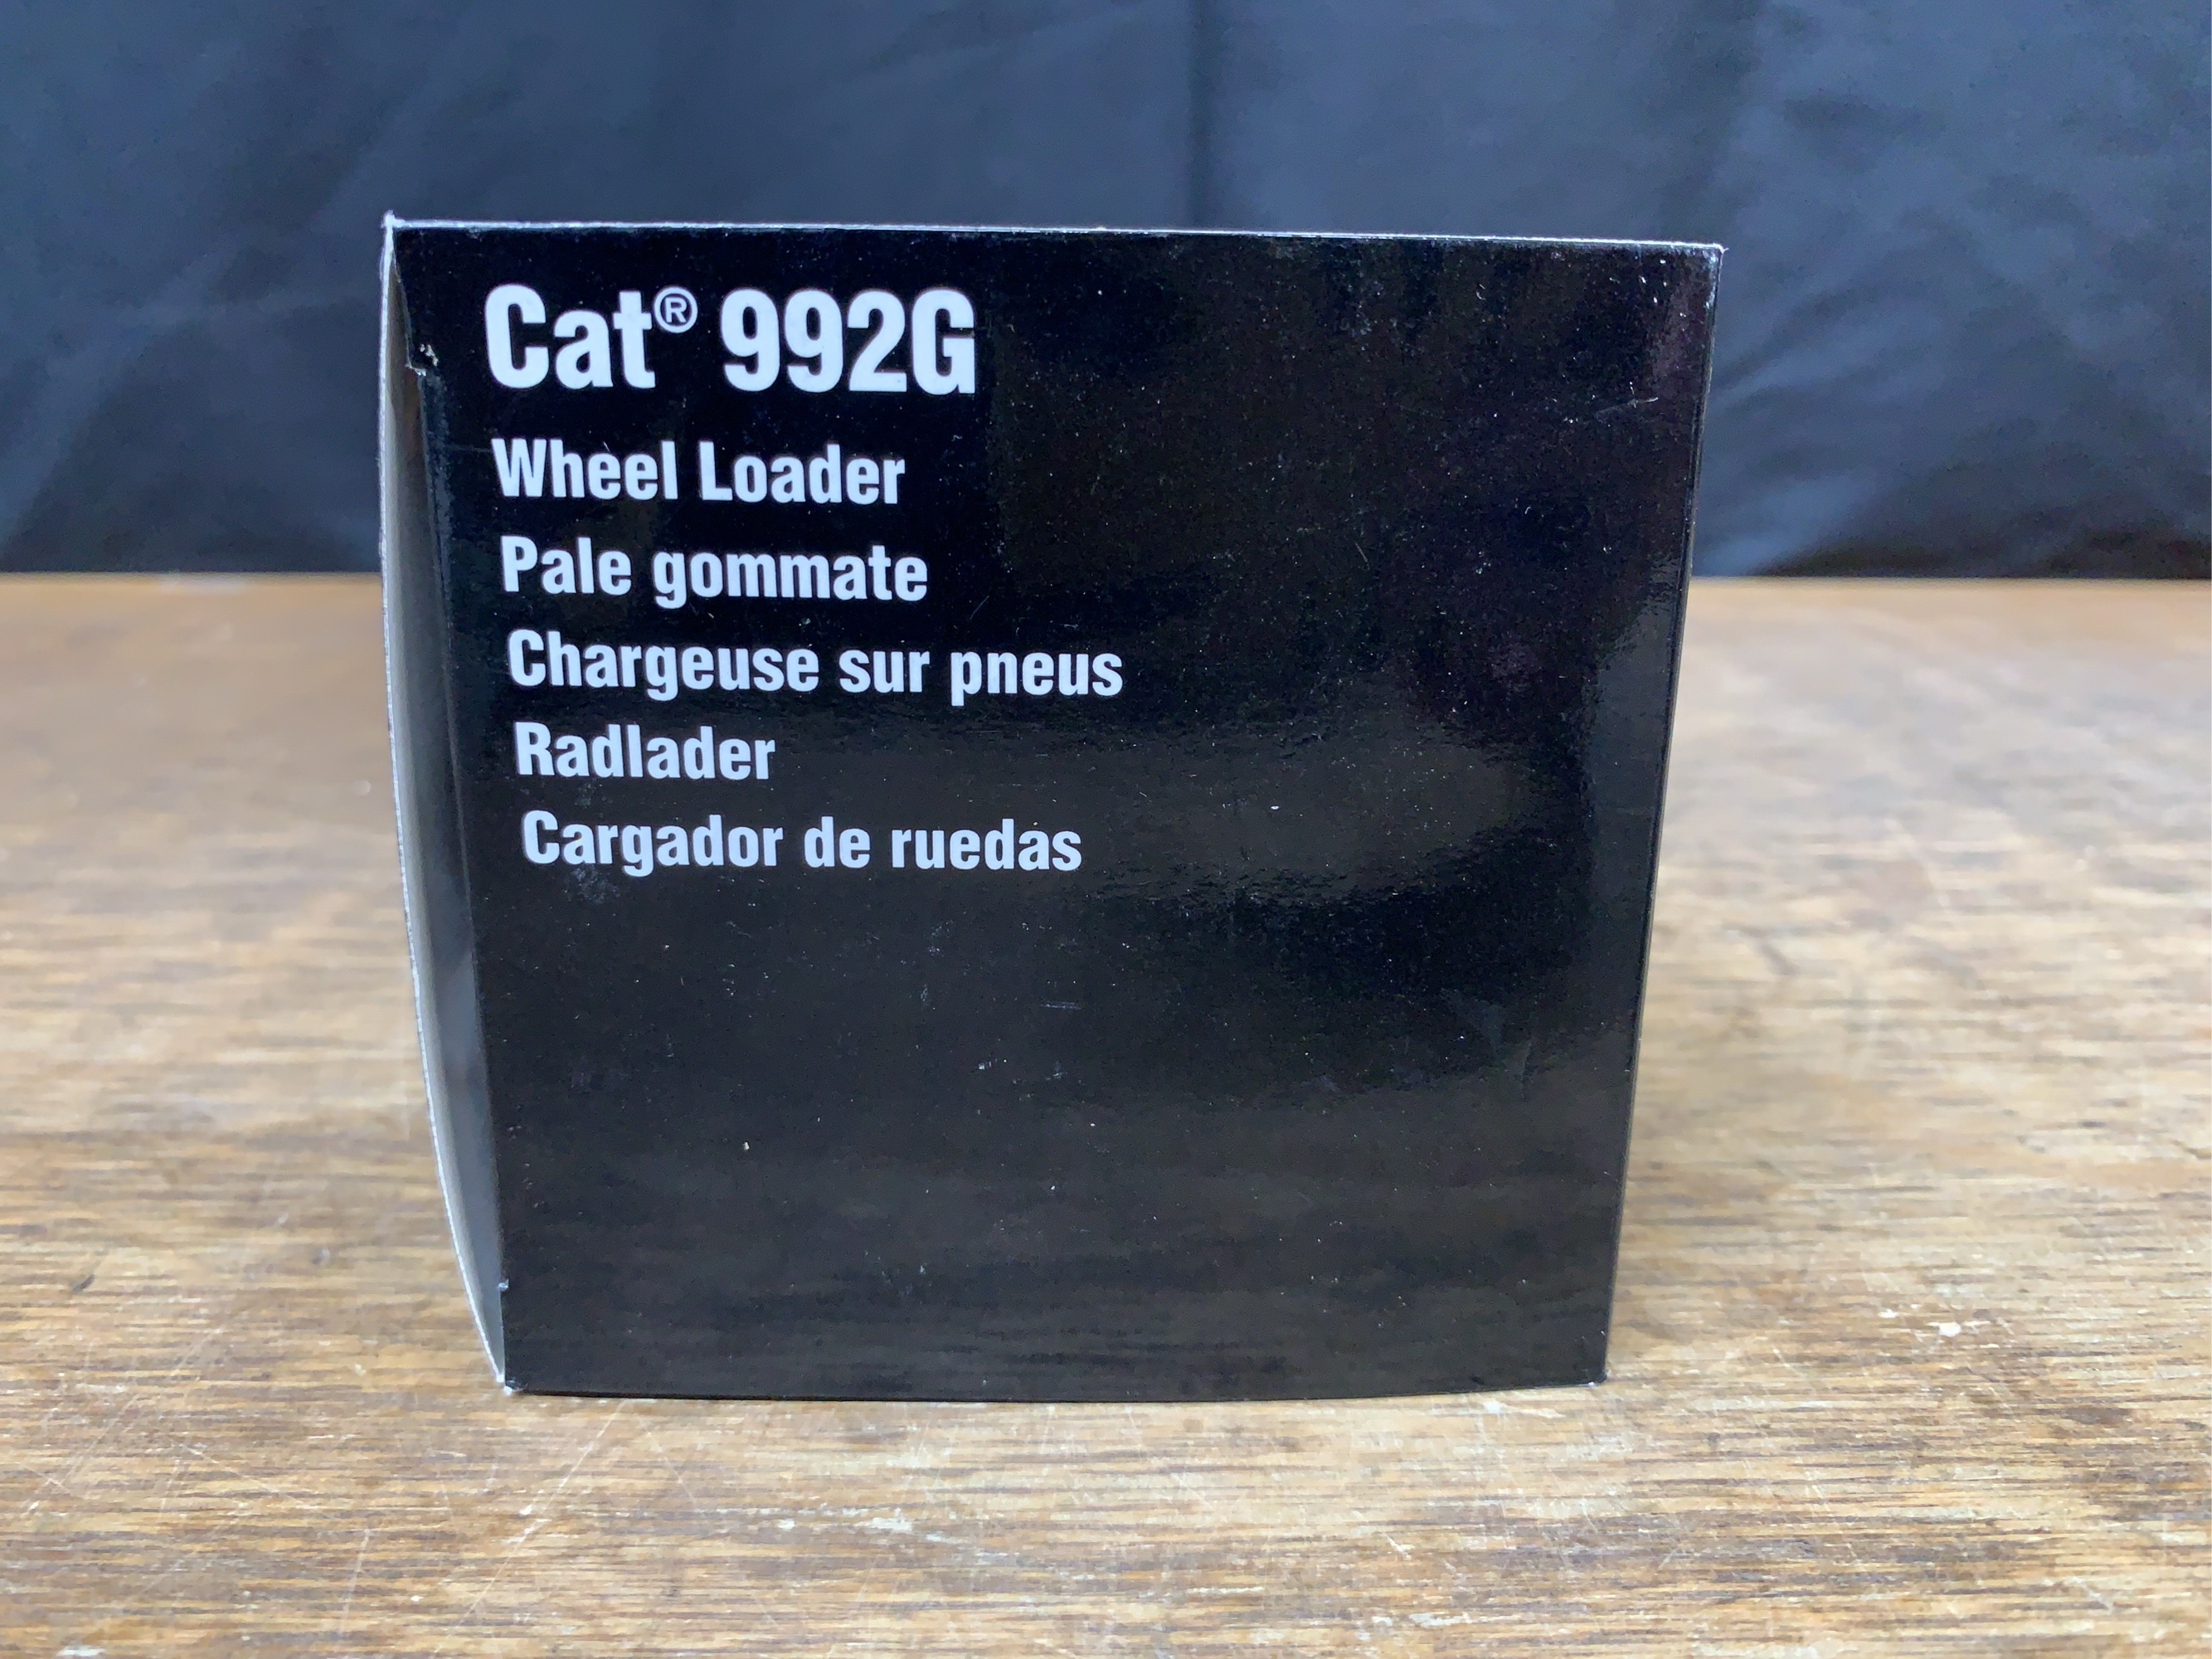 Cat® 992G
Wheel Loader
Pale gommate
Chargeuse sur pneus
Radlader
Cargador de ruedas